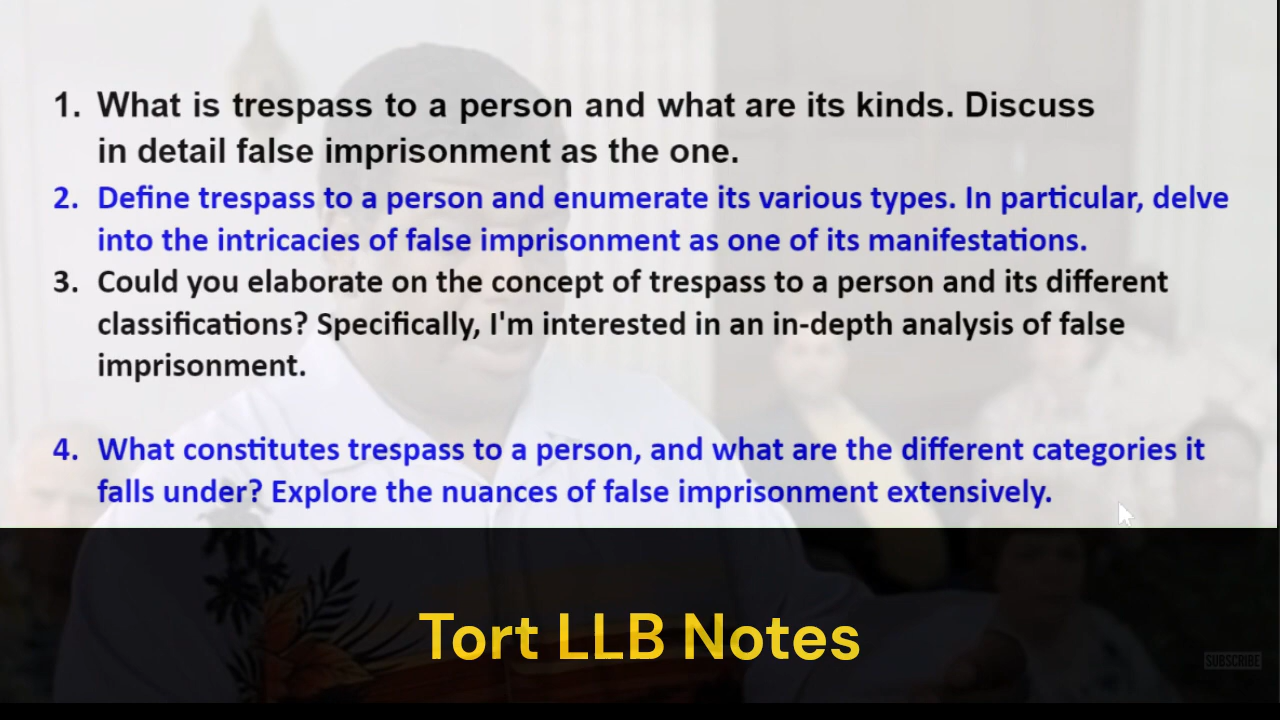 1. What is trespass to a person and what are its kinds. Discuss
in detail false imprisonment as the one.
2. Define trespass to a person and enumerate its various types. In particular, delve
into the intricacies of false imprisonment as one of its manifestations.
3. Could you elaborate on the concept of trespass to a person and its different
classifications? Specifically, I'm interested in an in-depth analysis of false
imprisonment.
4. What constitutes trespass to a person, and what are the different categories it
falls under? Explore the nuances of false imprisonment extensively.
Tort LLB Notes
SUBSCRIBE